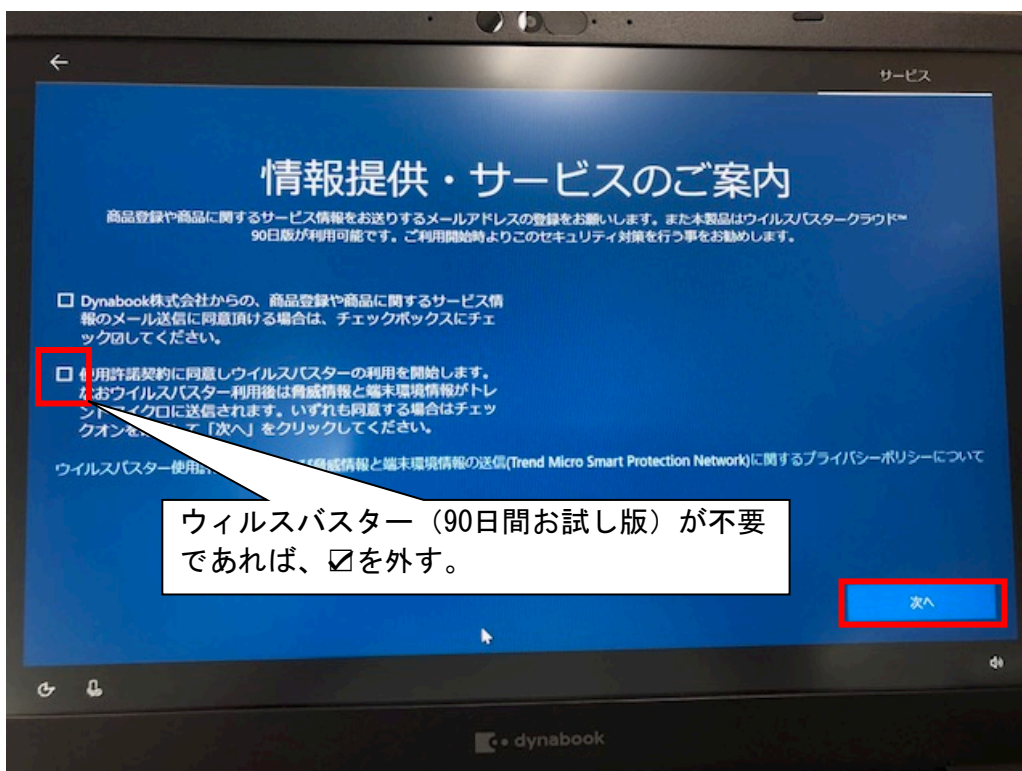 サービス
情報提供・サービスのご案内
商品登録や商品に関するサービス情報をお送りするメールアドレスの登録をお願いします。また本製品はウイルスバスタークラウド™
90日版が利用可能です。ご利用開始時よりこのセキュリティ対策を行う事をお勧めします。
Dynabook株式会社からの、商品登録や商品に関するサービス情
報のメール送信に同意頂ける場合は、チェックボックスにチェ
ック☑してください。
使用許諾契約に同意しウイルスバスターの利用を開始します。
なおウイルスバスター利用後は脅威情報と端末環境情報がトレ
ンドマイクロに送信されます。いずれも同意する場合はチェッ
クオンを して「次へ」をクリックしてください。
ウイルスバスター使用許 脅威情報と端末環境情報の送信(Trend Micro Smart Protection Network)に関するプライバシーポリシーについて
ウィルスバスター（90日間お試し版）が不要
であれば、☑を外す。
次へ
dynabook